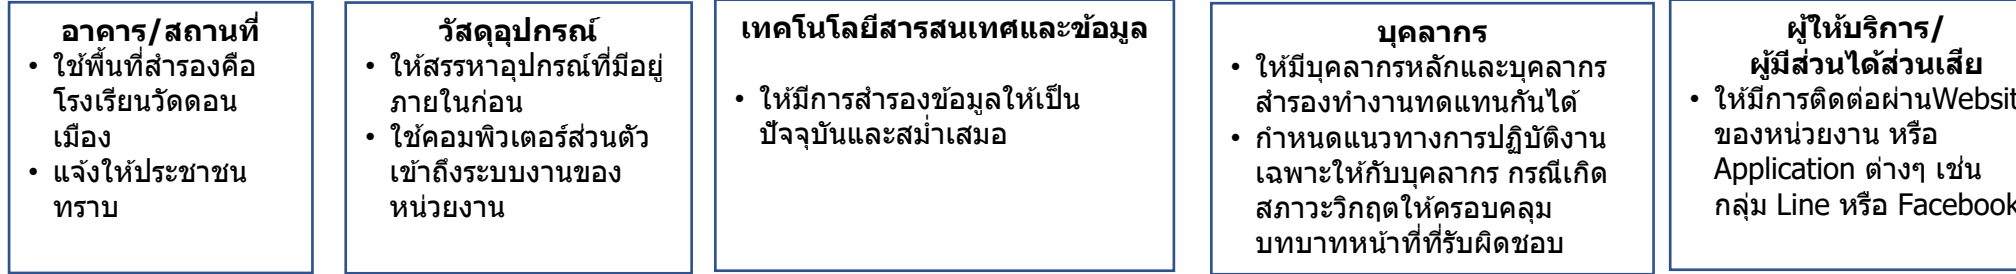 อาคาร/สถานที่
• ใช้พื้นที่สำรองคือ
โรงเรียนวัดดอน
เมือง
• แจ้งให้ประชาชน
ทราบ
วัสดุอุปกรณ์
• ให้สรรหาอุปกรณ์ที่มีอยู่
ภายในก่อน
• ใช้คอมพิวเตอร์ส่วนตัว
เข้าถึงระบบงานของ
หน่วยงาน
เทคโนโลยีสารสนเทศและข้อมูล
• ให้มีการสำรองข้อมูลให้เป็น
ปัจจุบันและสม่ำเสมอ
บุคลากร
• ให้มีบุคลากรหลักและบุคลากร
สำรองทำงานทดแทนกันได้
• กำหนดแนวทางการปฏิบัติงาน
เฉพาะให้กับบุคลากร กรณีเกิด
สภาวะวิกฤตให้ครอบคลุม
บทบาทหน้าที่ที่รับผิดชอบ
ผู้ให้บริการ/
ผู้มีส่วนได้ส่วนเสีย
• ให้มีการติดต่อผ่านWebsit
ของหน่วยงาน หรือ
Application ต่างๆ เช่น
กลุ่ม Line หรือ Facebook